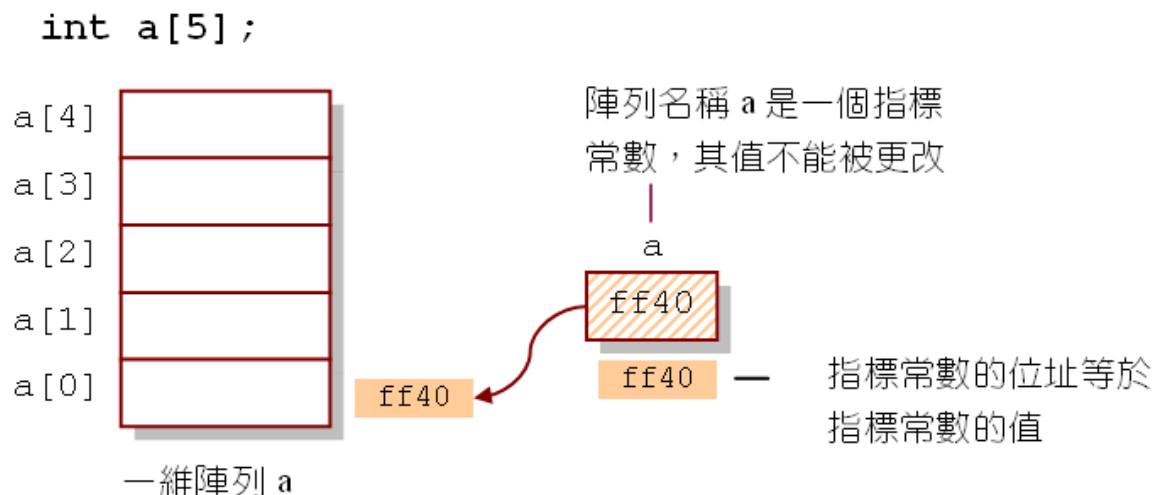 int a[5];
a[4]
a[3]
a[2]
a[1]
a[0]
一維陣列 a
ff40
陣列名稱 a 是一個指標
常數，其值不能被更改
a
ff40
ff40
指標常數的位址等於
指標常數的值